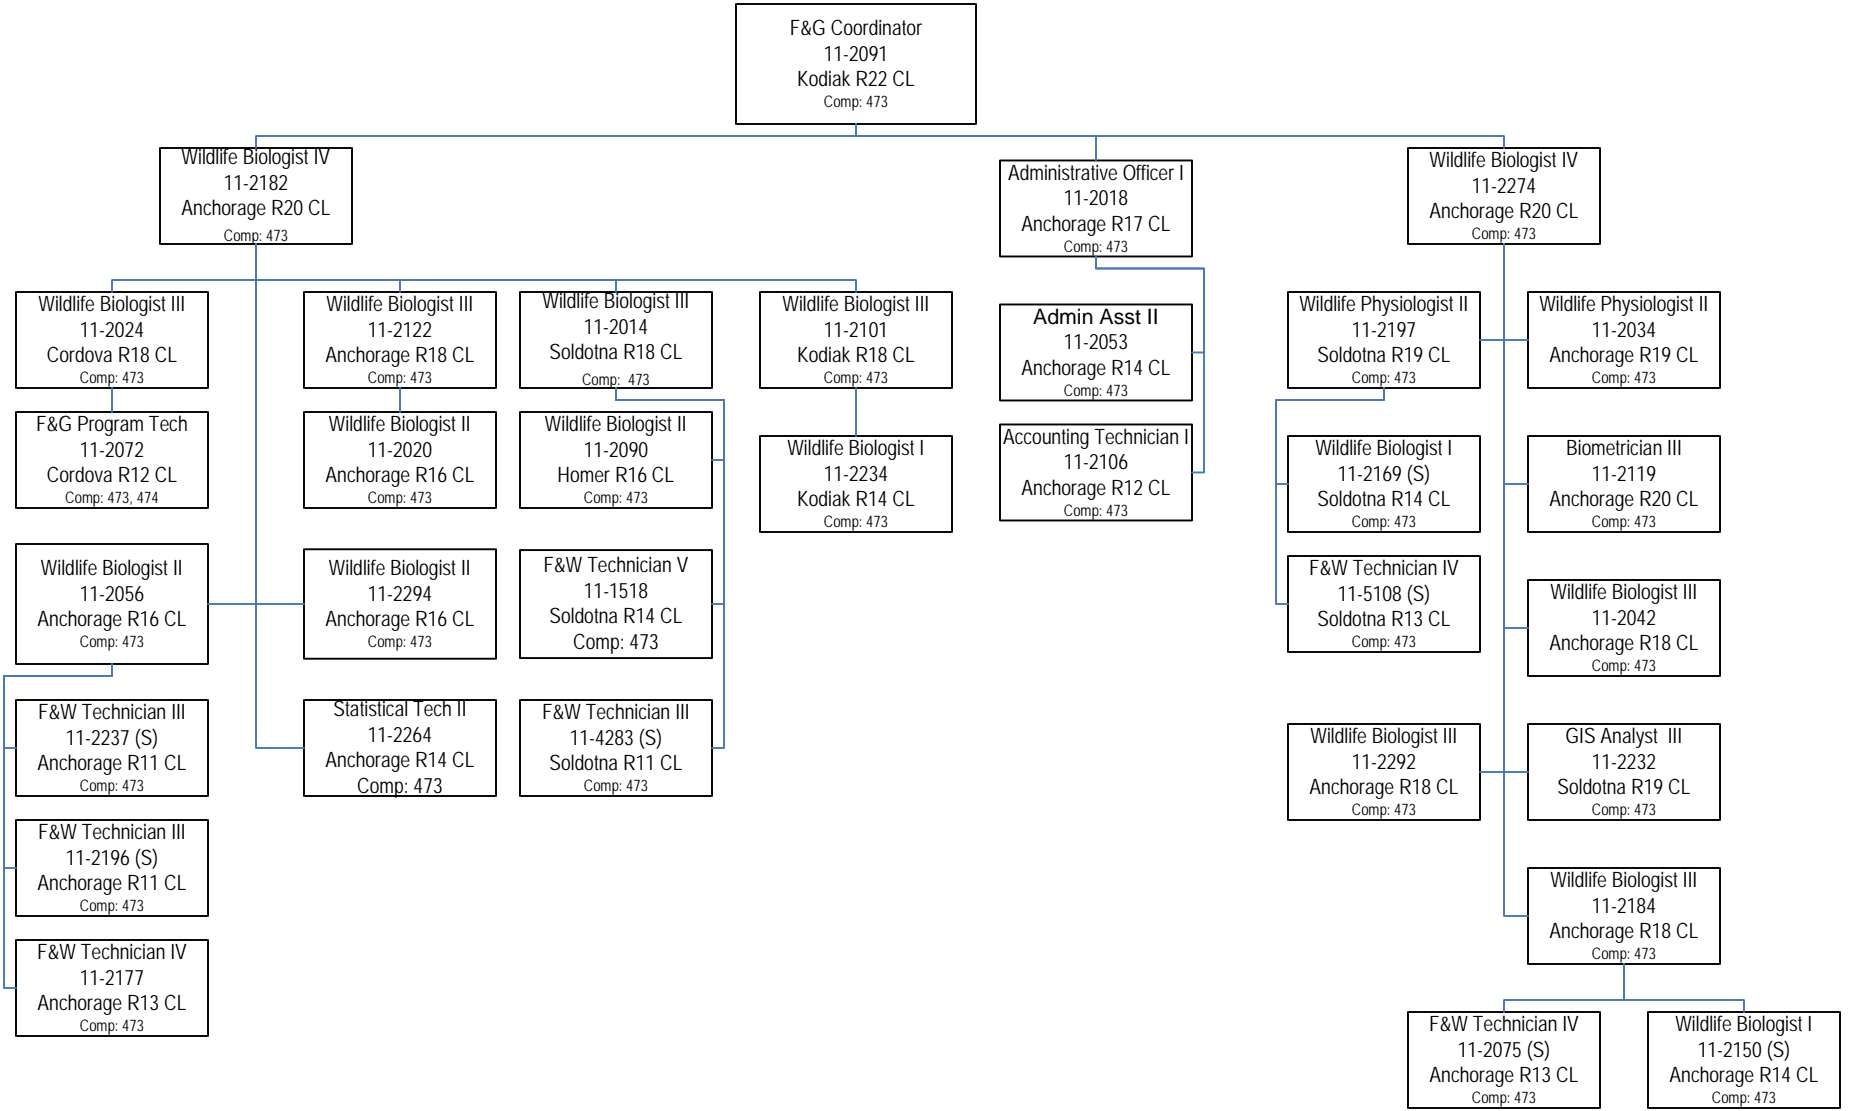 F&G Coordinator
11-2091
Kodiak R22 CL
Comp: 473
Wildlife Biologist IV
11-2182
Anchorage R20 CL
Comp: 473
Administrative Officer I
11-2018
Anchorage R17 CL
Comp: 473
Wildlife Biologist IV
11-2274
Anchorage R20 CL
Comp: 473
Wildlife Biologist III
11-2024
Cordova R18 CL
Comp: 473
Wildlife Biologist III
11-2122
Anchorage R18 CL
Comp: 473
Wildlife Biologist III
11-2014
Soldotna R18 CL
Comp: 473
Wildlife Biologist III
11-2101
Kodiak R18 CL
Comp: 473
Admin Asst II
11-2053
Anchorage R14 CL
Comp: 473
Wildlife Physiologist II
11-2197
Soldotna R19 CL
Comp: 473
Wildlife Physiologist II
11-2034
Anchorage R19 CL
Comp: 473
F&G Program Tech
11-2072
Cordova R12 CL
Comp: 473, 474
Wildlife Biologist II
11-2020
Anchorage R16 CL
Comp: 473
Wildlife Biologist II
11-2090
Homer R16 CL
Comp: 473
Wildlife Biologist I
11-2234
Kodiak R14 CL
Comp: 473
Accounting Technician I
11-2106
Anchorage R12 CL
Comp: 473
Wildlife Biologist I
11-2169 (S)
Soldotna R14 CL
Comp: 473
Biometrician III
11-2119
Anchorage R20 CL
Comp: 473
Wildlife Biologist II
11-2056
Anchorage R16 CL
Comp: 473
Wildlife Biologist II
11-2294
Anchorage R16 CL
Comp: 473
F&W Technician V
11-1518
Soldotna R14 CL
Comp: 473
F&W Technician IV
11-5108 (S)
Soldotna R13 CL
Comp: 473
Wildlife Biologist III
11-2042
Anchorage R18 CL
Comp: 473
F&W Technician III
11-2237 (S)
Anchorage R11 CL
Comp: 473
Statistical Tech II
11-2264
Anchorage R14 CL
Comp: 473
F&W Technician III
11-4283 (S)
Soldotna R11 CL
Comp: 473
Wildlife Biologist III
11-2292
Anchorage R18 CL
Comp: 473
GIS Analyst III
11-2232
Soldotna R19 CL
Comp: 473
F&W Technician III
11-2196 (S)
Anchorage R11 CL
Comp: 473
Wildlife Biologist III
11-2184
Anchorage R18 CL
Comp: 473
F&W Technician IV
11-2177
Anchorage R13 CL
Comp: 473
F&W Technician IV
11-2075 (S)
Anchorage R13 CL
Comp: 473
Wildlife Biologist I
11-2150 (S)
Anchorage R14 CL
Comp: 473